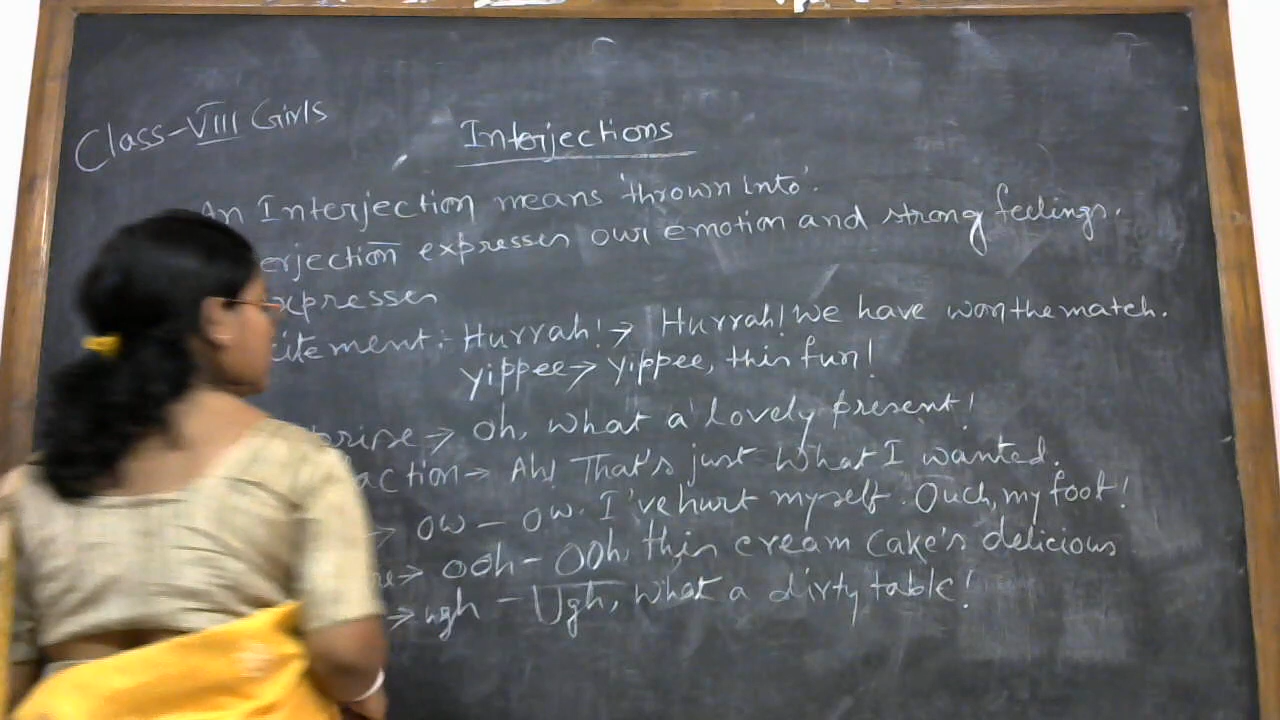 Class-VIII Girls
Interjections
An Interjection means 'thrown into'.
erjection expresses our emotion and strong feelings.
xpresses
itement:- Hurrah! → Hurrah! We have won the match.
yippee → yippee, this fun!
prise → oh, what a lovely present!
action → Ah! That's just what I wanted.
→ ow - ow. I've hurt myself. Ouch, my foot!
re → ooh - Ooh, this cream cake's delicious
→ ugh - Ugh, what a dirty table!